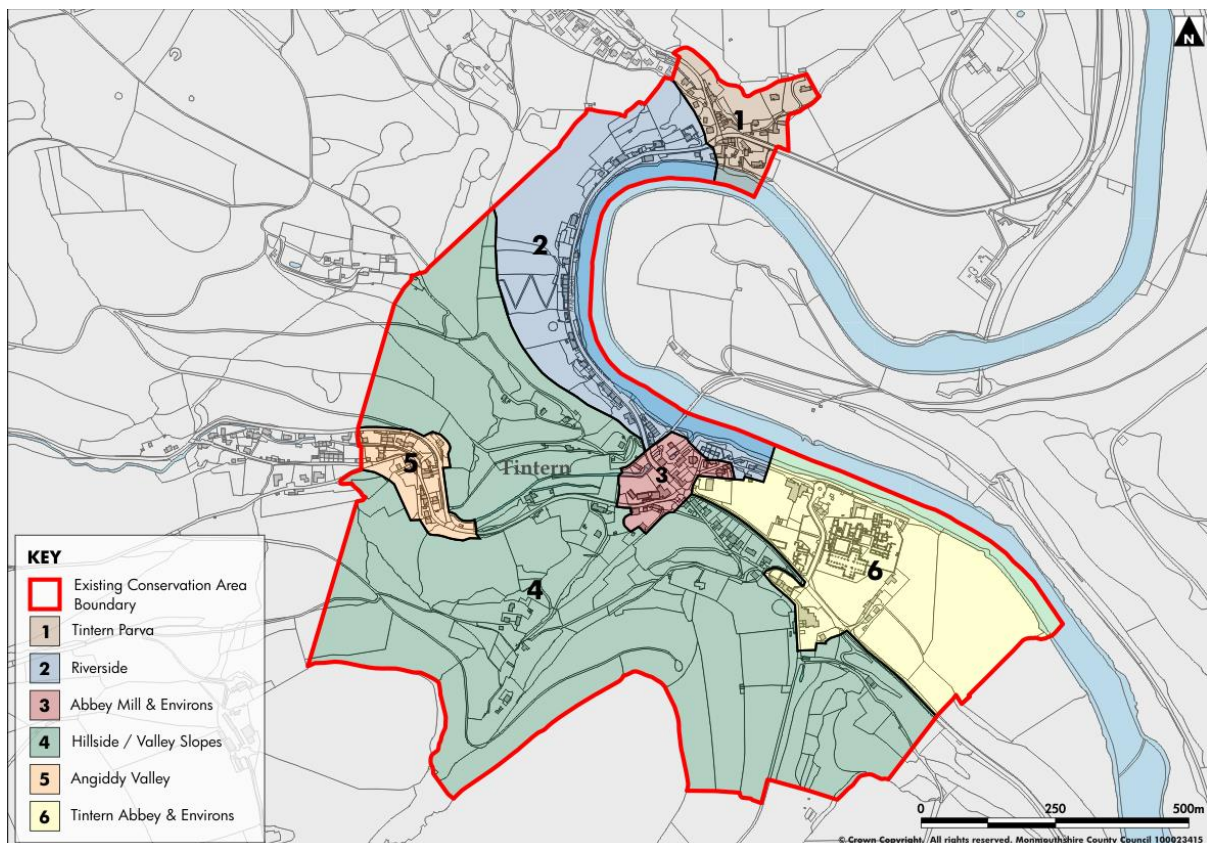 N
1
2
3
Tintern
5
4
6
KEY
Existing Conservation Area
Boundary
1 Tintern Parva
2 Riverside
3 Abbey Mill & Environs
4 Hillside / Valley Slopes
5 Angiddy Valley
6 Tintern Abbey & Environs
0 250 500m
© Crown Copyright. All rights reserved. Monmouthshire County Council 100023415